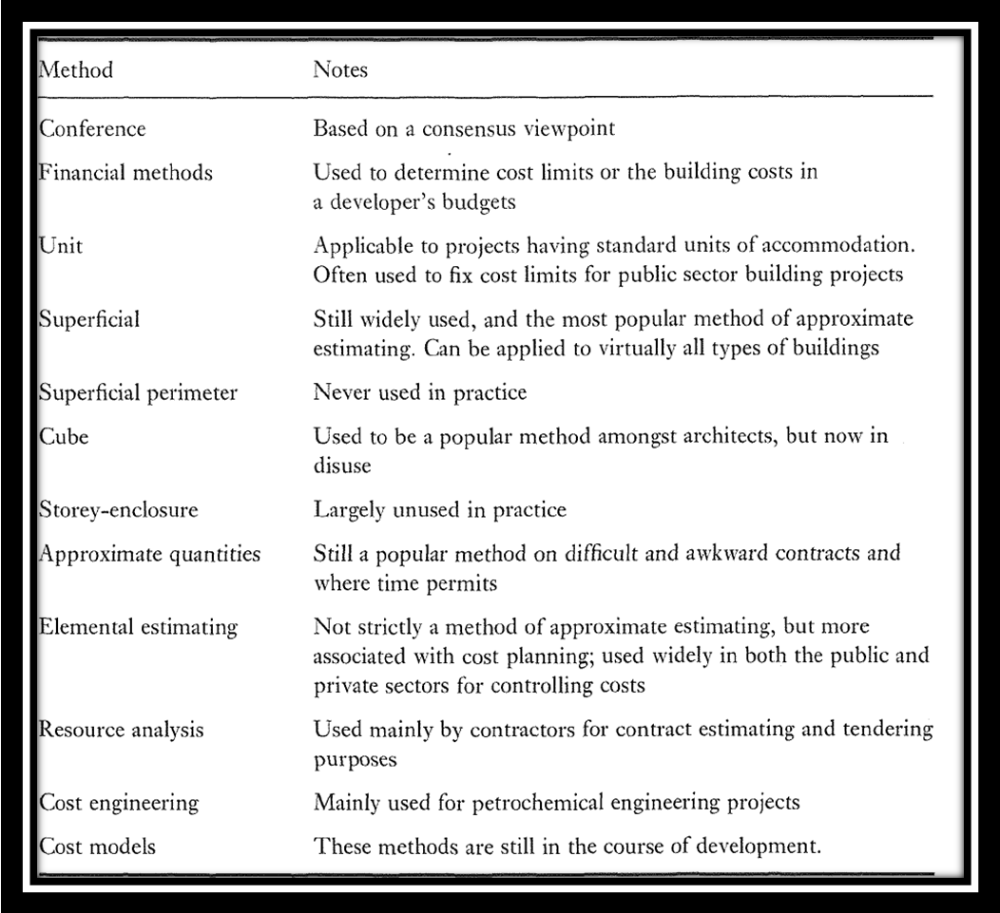 Method Notes
Conference Based on a consensus viewpoint
Financial methods Used to determine cost limits or the building costs in
a developer's budgets
Unit Applicable to projects having standard units of accommodation.
Often used to fix cost limits for public sector building projects
Superficial Still widely used, and the most popular method of approximate
estimating. Can be applied to virtually all types of buildings
Superficial perimeter Never used in practice
Cube Used to be a popular method amongst architects, but now in
disuse
Storey-enclosure Largely unused in practice
Approximate quantities Still a popular method on difficult and awkward contracts and
where time permits
Elemental estimating Not strictly a method of approximate estimating, but more
associated with cost planning; used widely in both the public and
private sectors for controlling costs
Resource analysis Used mainly by contractors for contract estimating and tendering
purposes
Cost engineering Mainly used for petrochemical engineering projects
Cost models These methods are still in the course of development.